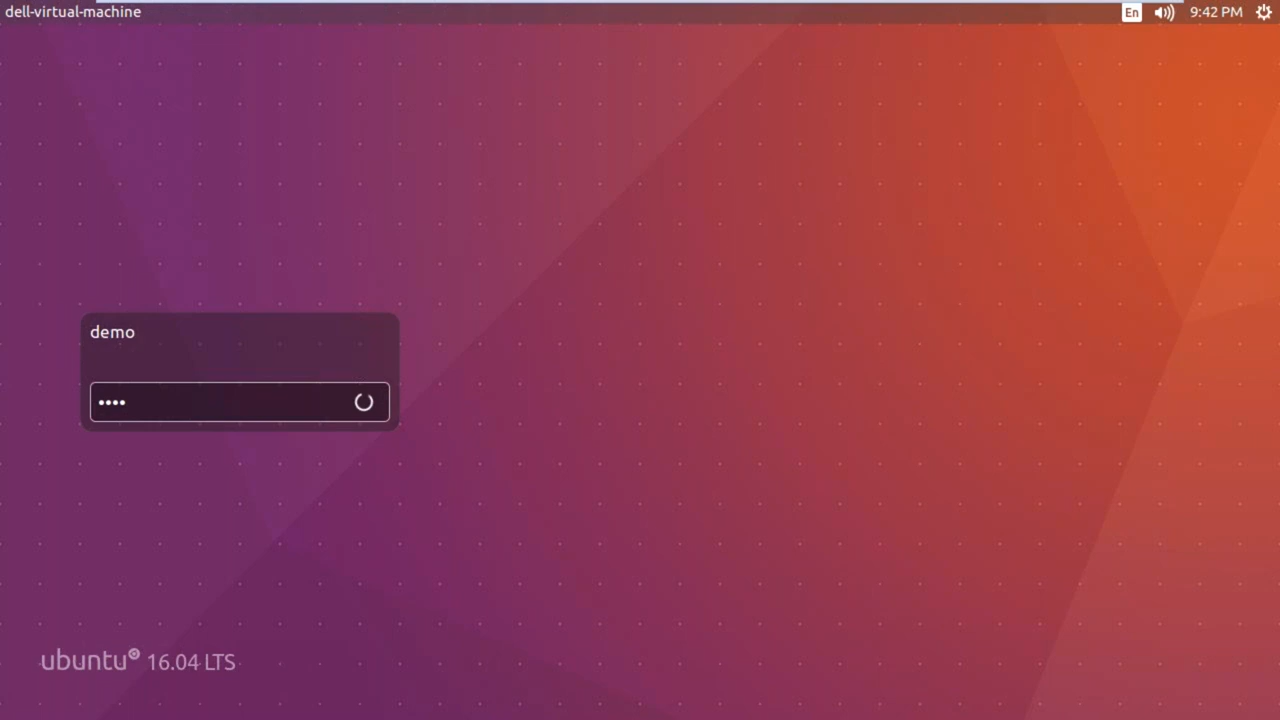 dell-virtual-machine
En
9:42 PM
demo
••••
ubuntu® 16.04 LTS